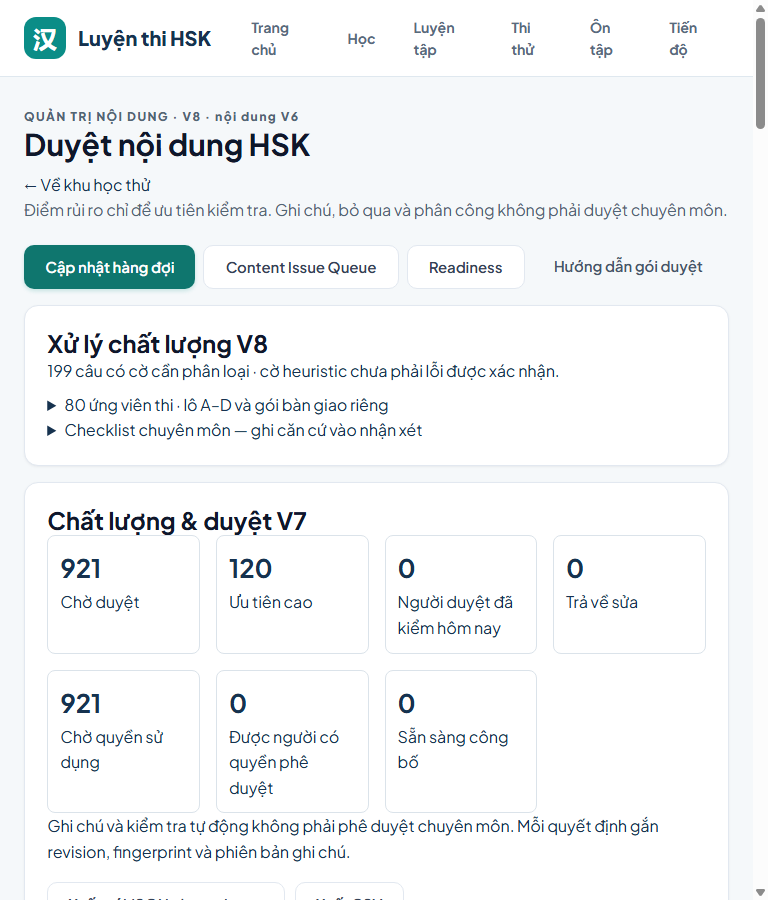 汉 Luyện thi HSK
Trang chủ
Học
Luyện tập
Thi thử
Ôn tập
Tiến độ
QUẢN TRỊ NỘI DUNG · V8 · nội dung V6
Duyệt nội dung HSK
← Về khu học thử
Điểm rủi ro chỉ để ưu tiên kiểm tra. Ghi chú, bỏ qua và phân công không phải duyệt chuyên môn.
Cập nhật hàng đợi
Content Issue Queue
Readiness
Hướng dẫn gói duyệt
Xử lý chất lượng V8
199 câu có cờ cần phân loại · cờ heuristic chưa phải lỗi được xác nhận.
▶ 80 ứng viên thi · lô A–D và gói bàn giao riêng
▶ Checklist chuyên môn — ghi căn cứ vào nhận xét
Chất lượng & duyệt V7
921
Chờ duyệt
120
Ưu tiên cao
0
Người duyệt đã
kiểm hôm nay
0
Trả về sửa
921
Chờ quyền sử
dụng
0
Được người có
quyền phê
duyệt
0
Sẵn sàng công
bố
Ghi chú và kiểm tra tự động không phải phê duyệt chuyên môn. Mỗi quyết định gắn
revision, fingerprint và phiên bản ghi chú.